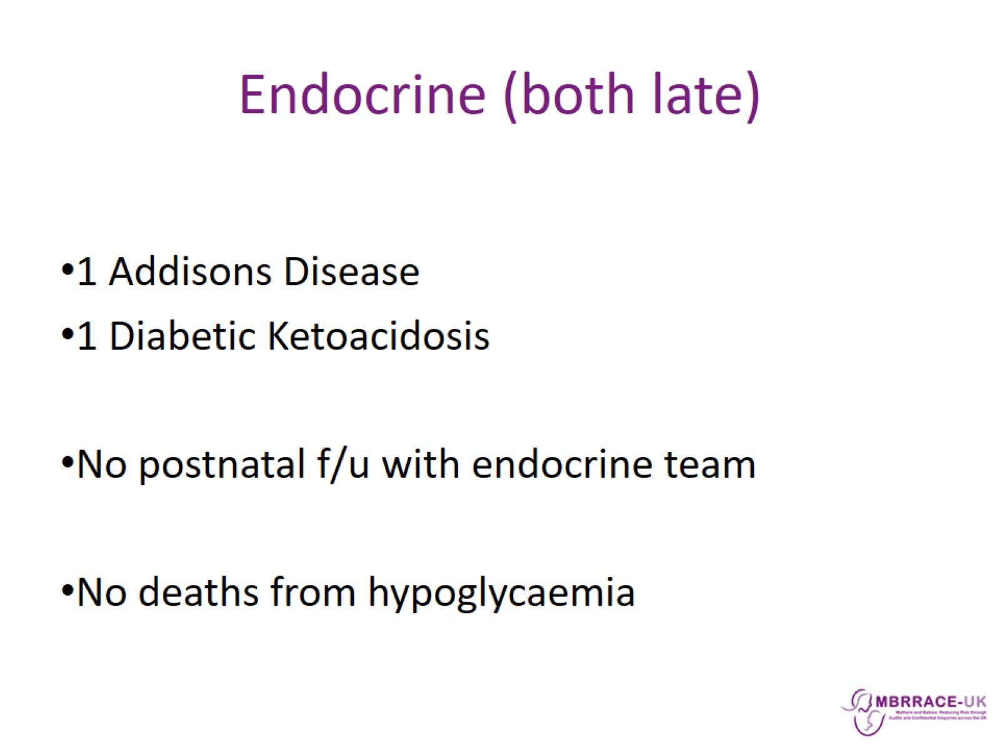 Endocrine (both late)
•1 Addisons Disease
•1 Diabetic Ketoacidosis
•No postnatal f/u with endocrine team
•No deaths from hypoglycaemia
MBRRACE-UK
Mothers and Babies: Reducing Risk through
Audits and Confidential Enquiries across the UK